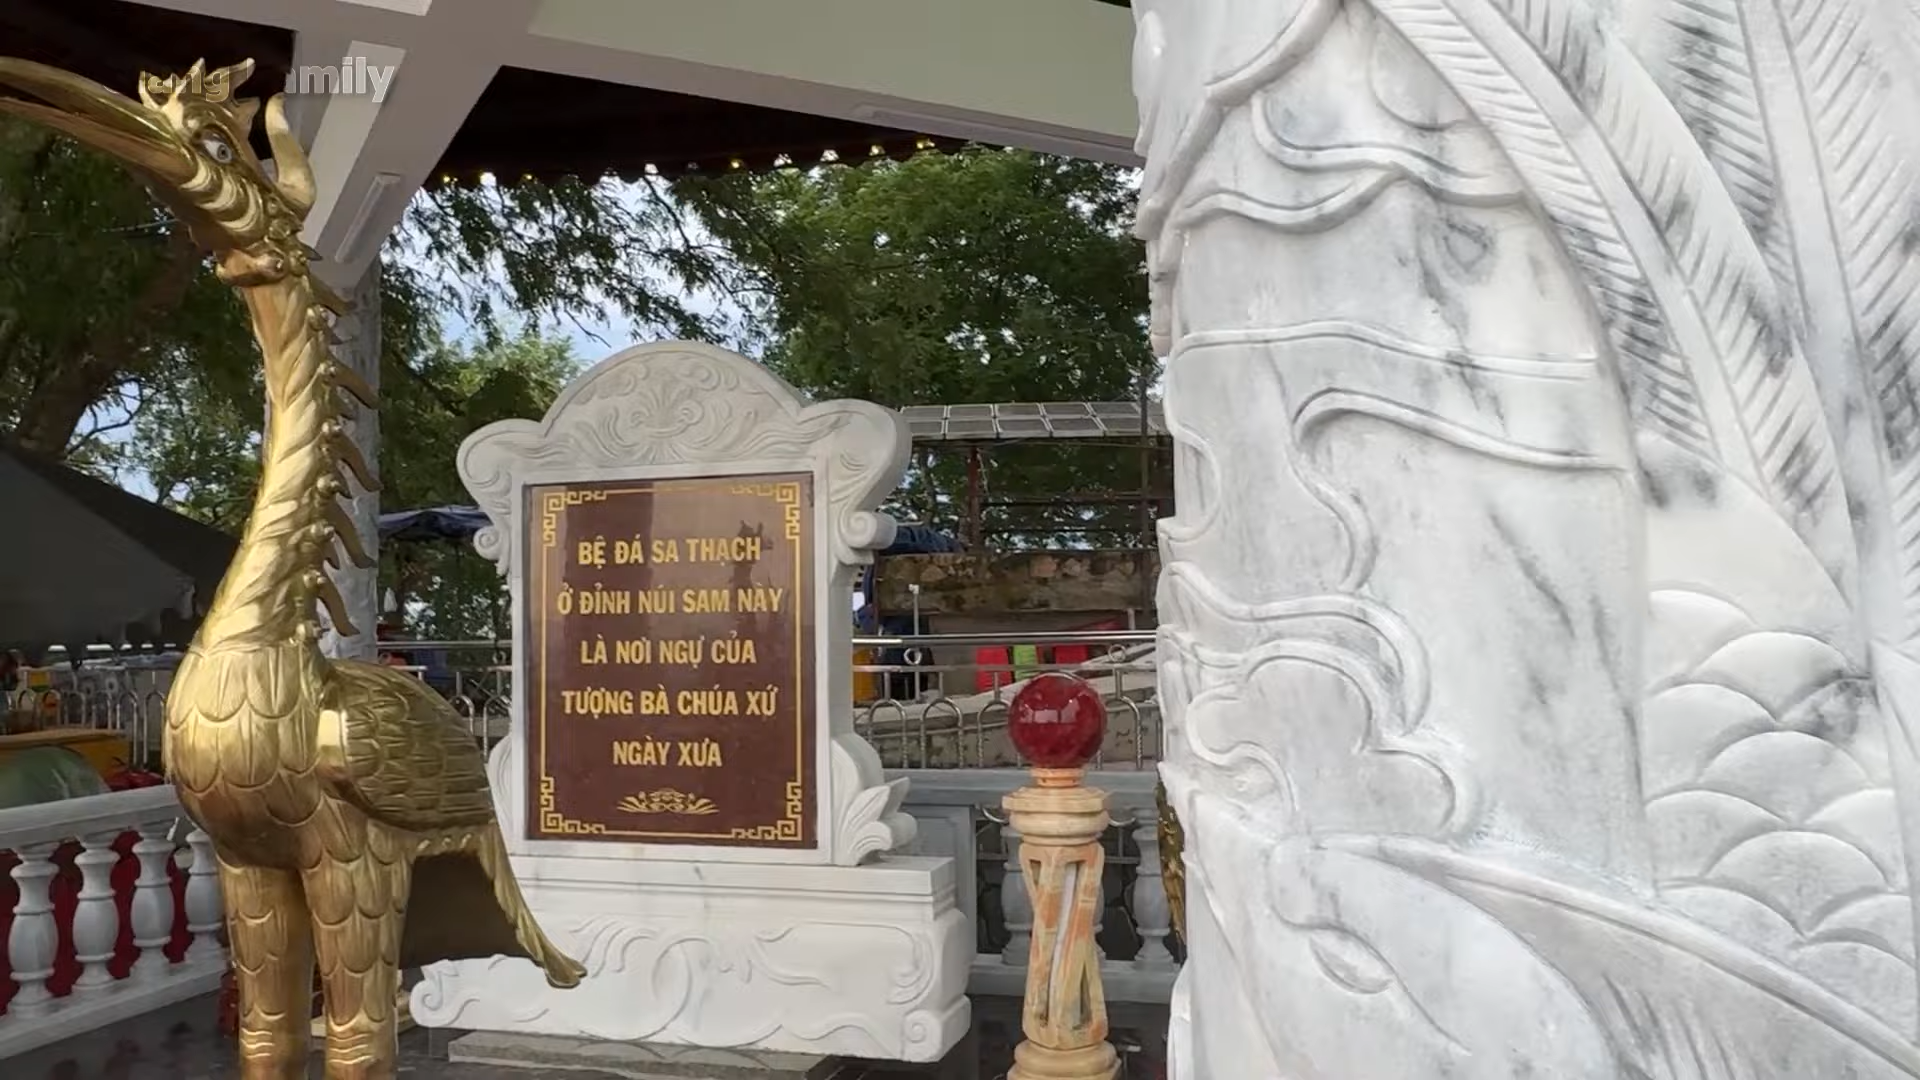 BỆ ĐÁ SA THẠCH
Ở ĐỈNH NÚI SAM NÀY
LÀ NƠI NGỰ CỦA
TƯỢNG BÀ CHÚA XỨ
NGÀY XƯA